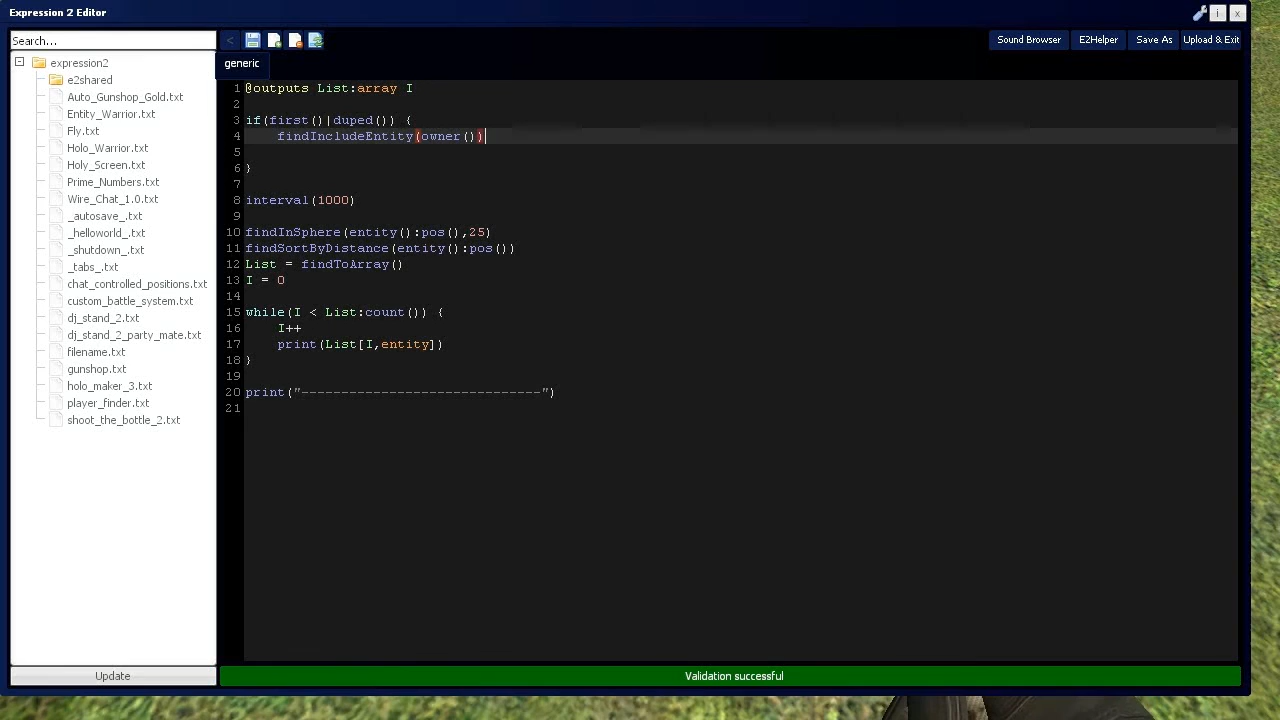 Expression 2 Editor
i
x
Search...
<
Sound Browser
E2Helper
Save As
Upload & Exit
expression2
e2shared
Auto_Gunshop_Gold.txt
Entity_Warrior.txt
Fly.txt
Holo_Warrior.txt
Holy_Screen.txt
Prime_Numbers.txt
Wire_Chat_1.0.txt
_autosave_.txt
_helloworld_.txt
_shutdown_.txt
_tabs_.txt
chat_controlled_positions.txt
custom_battle_system.txt
dj_stand_2.txt
dj_stand_2_party_mate.txt
filename.txt
gunshop.txt
holo_maker_3.txt
player_finder.txt
shoot_the_bottle_2.txt
Update
generic
1 @outputs List:array I
2
3 if(first()|duped()) {
4     findIncludeEntity(owner())
5
6 }
7
8 interval(1000)
9
10 findInSphere(entity():pos(),25)
11 findSortByDistance(entity():pos())
12 List = findToArray()
13 I = 0
14
15 while(I < List:count()) {
16     I++
17     print(List[I,entity])
18 }
19
20 print("------------------------------")
21
Validation successful